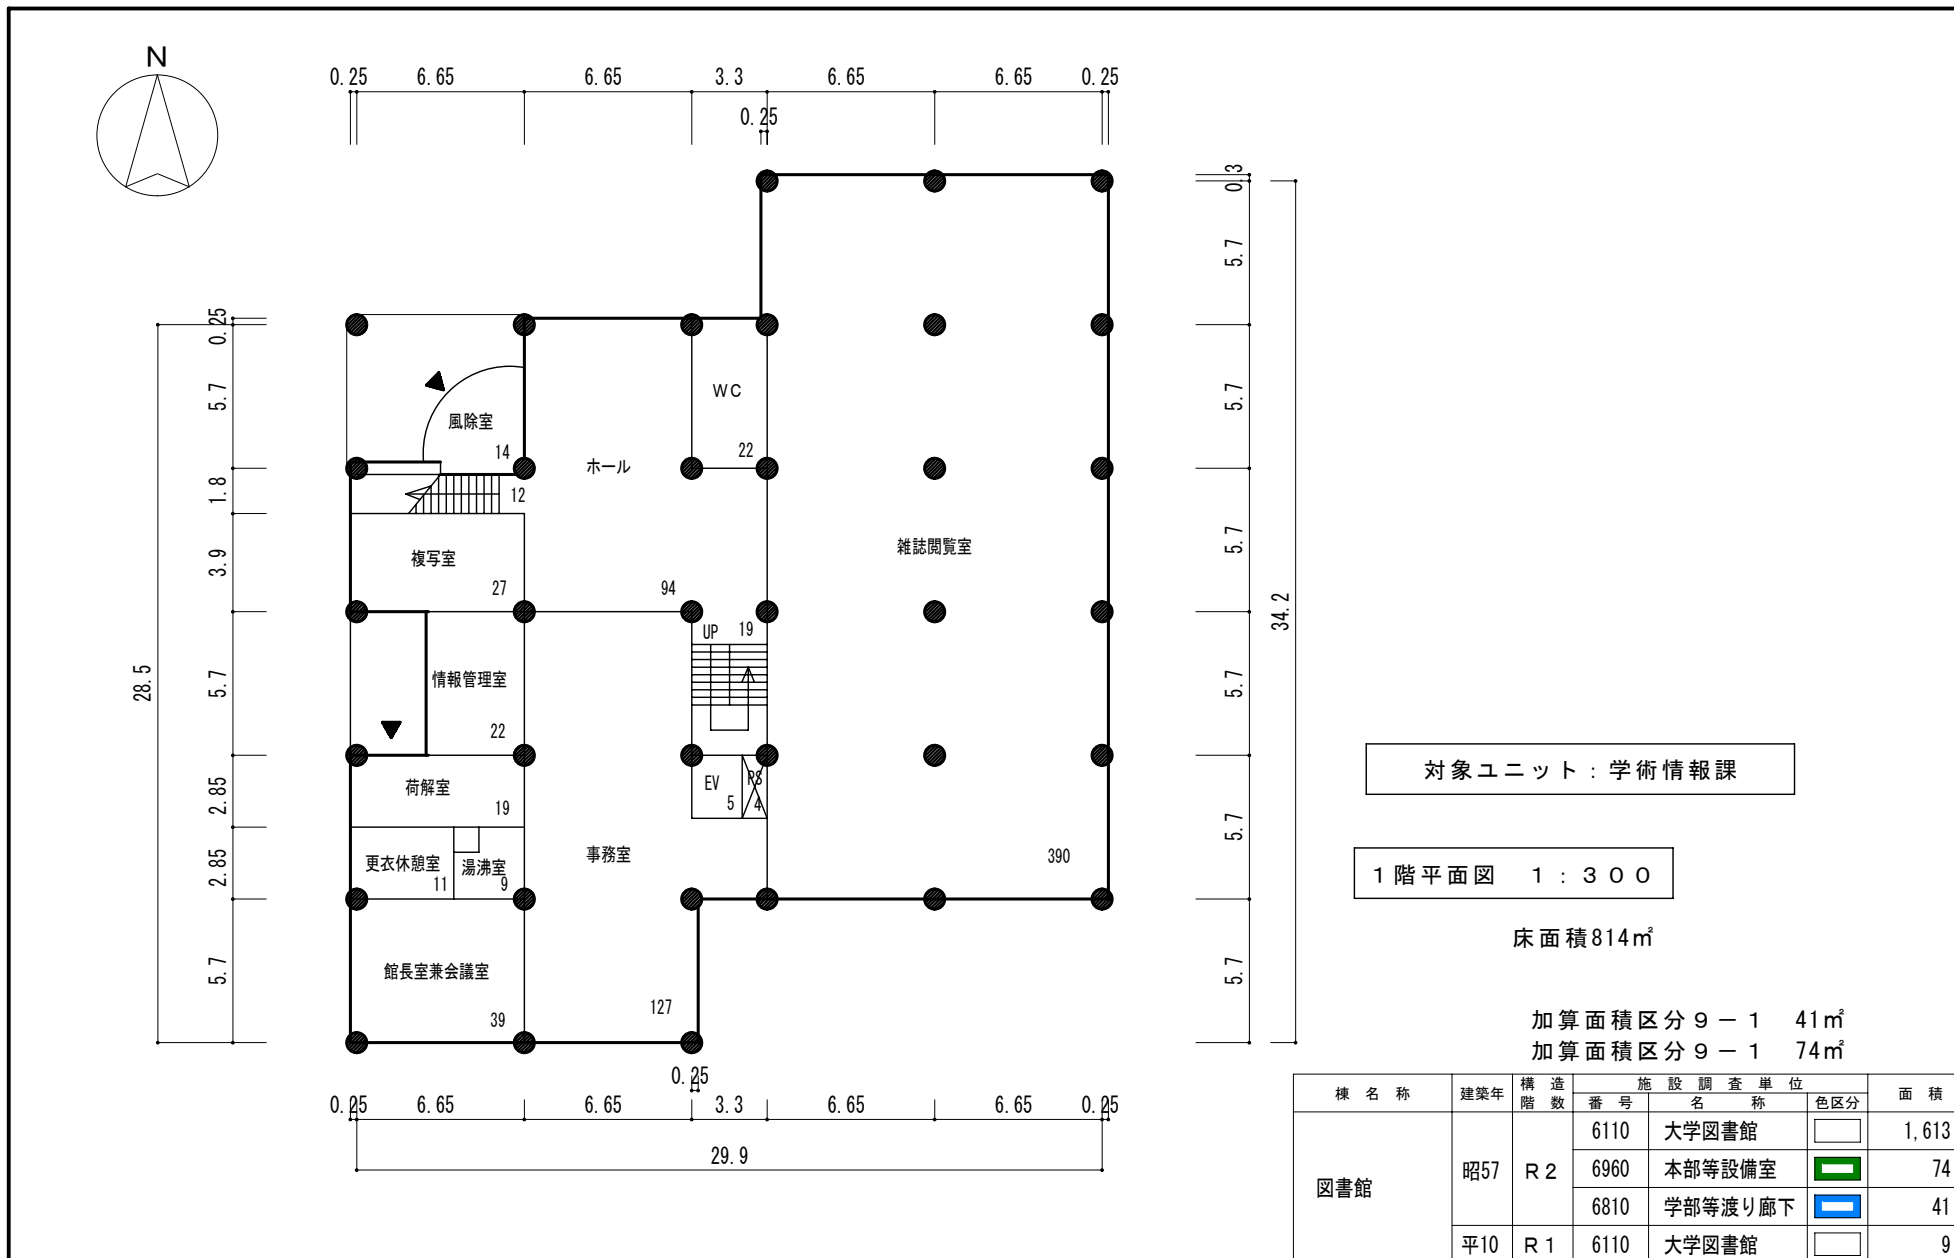 N
0.25 6.65 6.65 3.3 6.65 6.65 0.25
0.25
0.3
5.7
5.7
5.7
5.7
5.7
5.7
34.2
0.25
5.7
1.8
3.9
5.7
2.85
2.85
5.7
28.5
WC
22
風除室
14
ホール
12
雑誌閲覧室
複写室
27
94
UP 19
情報管理室
22
荷解室
19
EV
5
PS
4
更衣休憩室
11
湯沸室
9
事務室
390
館長室兼会議室
39
127
0.25
0.25 6.65 6.65 3.3 6.65 6.65 0.25
29.9
対象ユニット：学術情報課
1階平面図 1：300
床面積814㎡
加算面積区分9－1 41㎡
加算面積区分9－1 74㎡
棟名称 建築年 構造階数 施設調査単位 面積
番号 名称 色区分
図書館 昭57 R2 6110 大学図書館 1,613
6960 本部等設備室 74
6810 学部等渡り廊下 41
平10 R1 6110 大学図書館 9